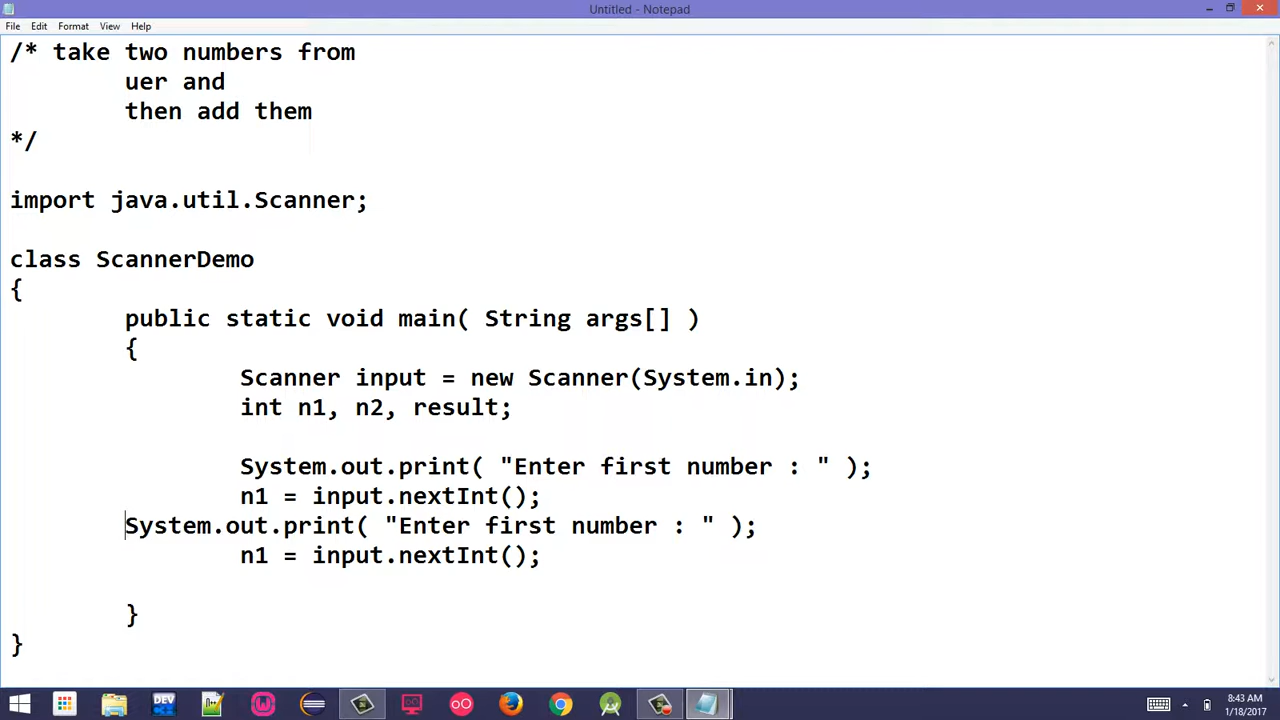 Untitled - Notepad
File Edit Format View Help
/* take two numbers from
uer and
then add them
*/
import java.util.Scanner;
class ScannerDemo
{
public static void main( String args[] )
{
Scanner input = new Scanner(System.in);
int n1, n2, result;
System.out.print( "Enter first number : " );
n1 = input.nextInt();
System.out.print( "Enter first number : " );
n1 = input.nextInt();
}
}
DEV
8:43 AM
1/18/2017